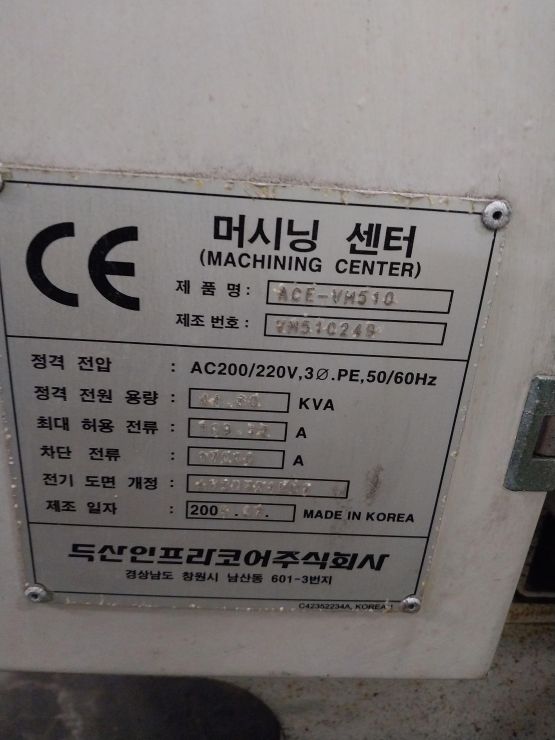 CE 머시닝 센터
(MACHINING CENTER)
제 품 명 : ACE-VM510
제조 번호 : VM510249
정격 전압 : AC200/220V,3Ø.PE,50/60Hz
정격 전원 용량 : KVA
최대 허용 전류 : A
차단 전류 : A
전기 도면 개정 :
제조 일자 : MADE IN KOREA
두산인프라코어주식회사
경상남도 창원시 남산동 601-3번지
C42352234A, KOREA 1